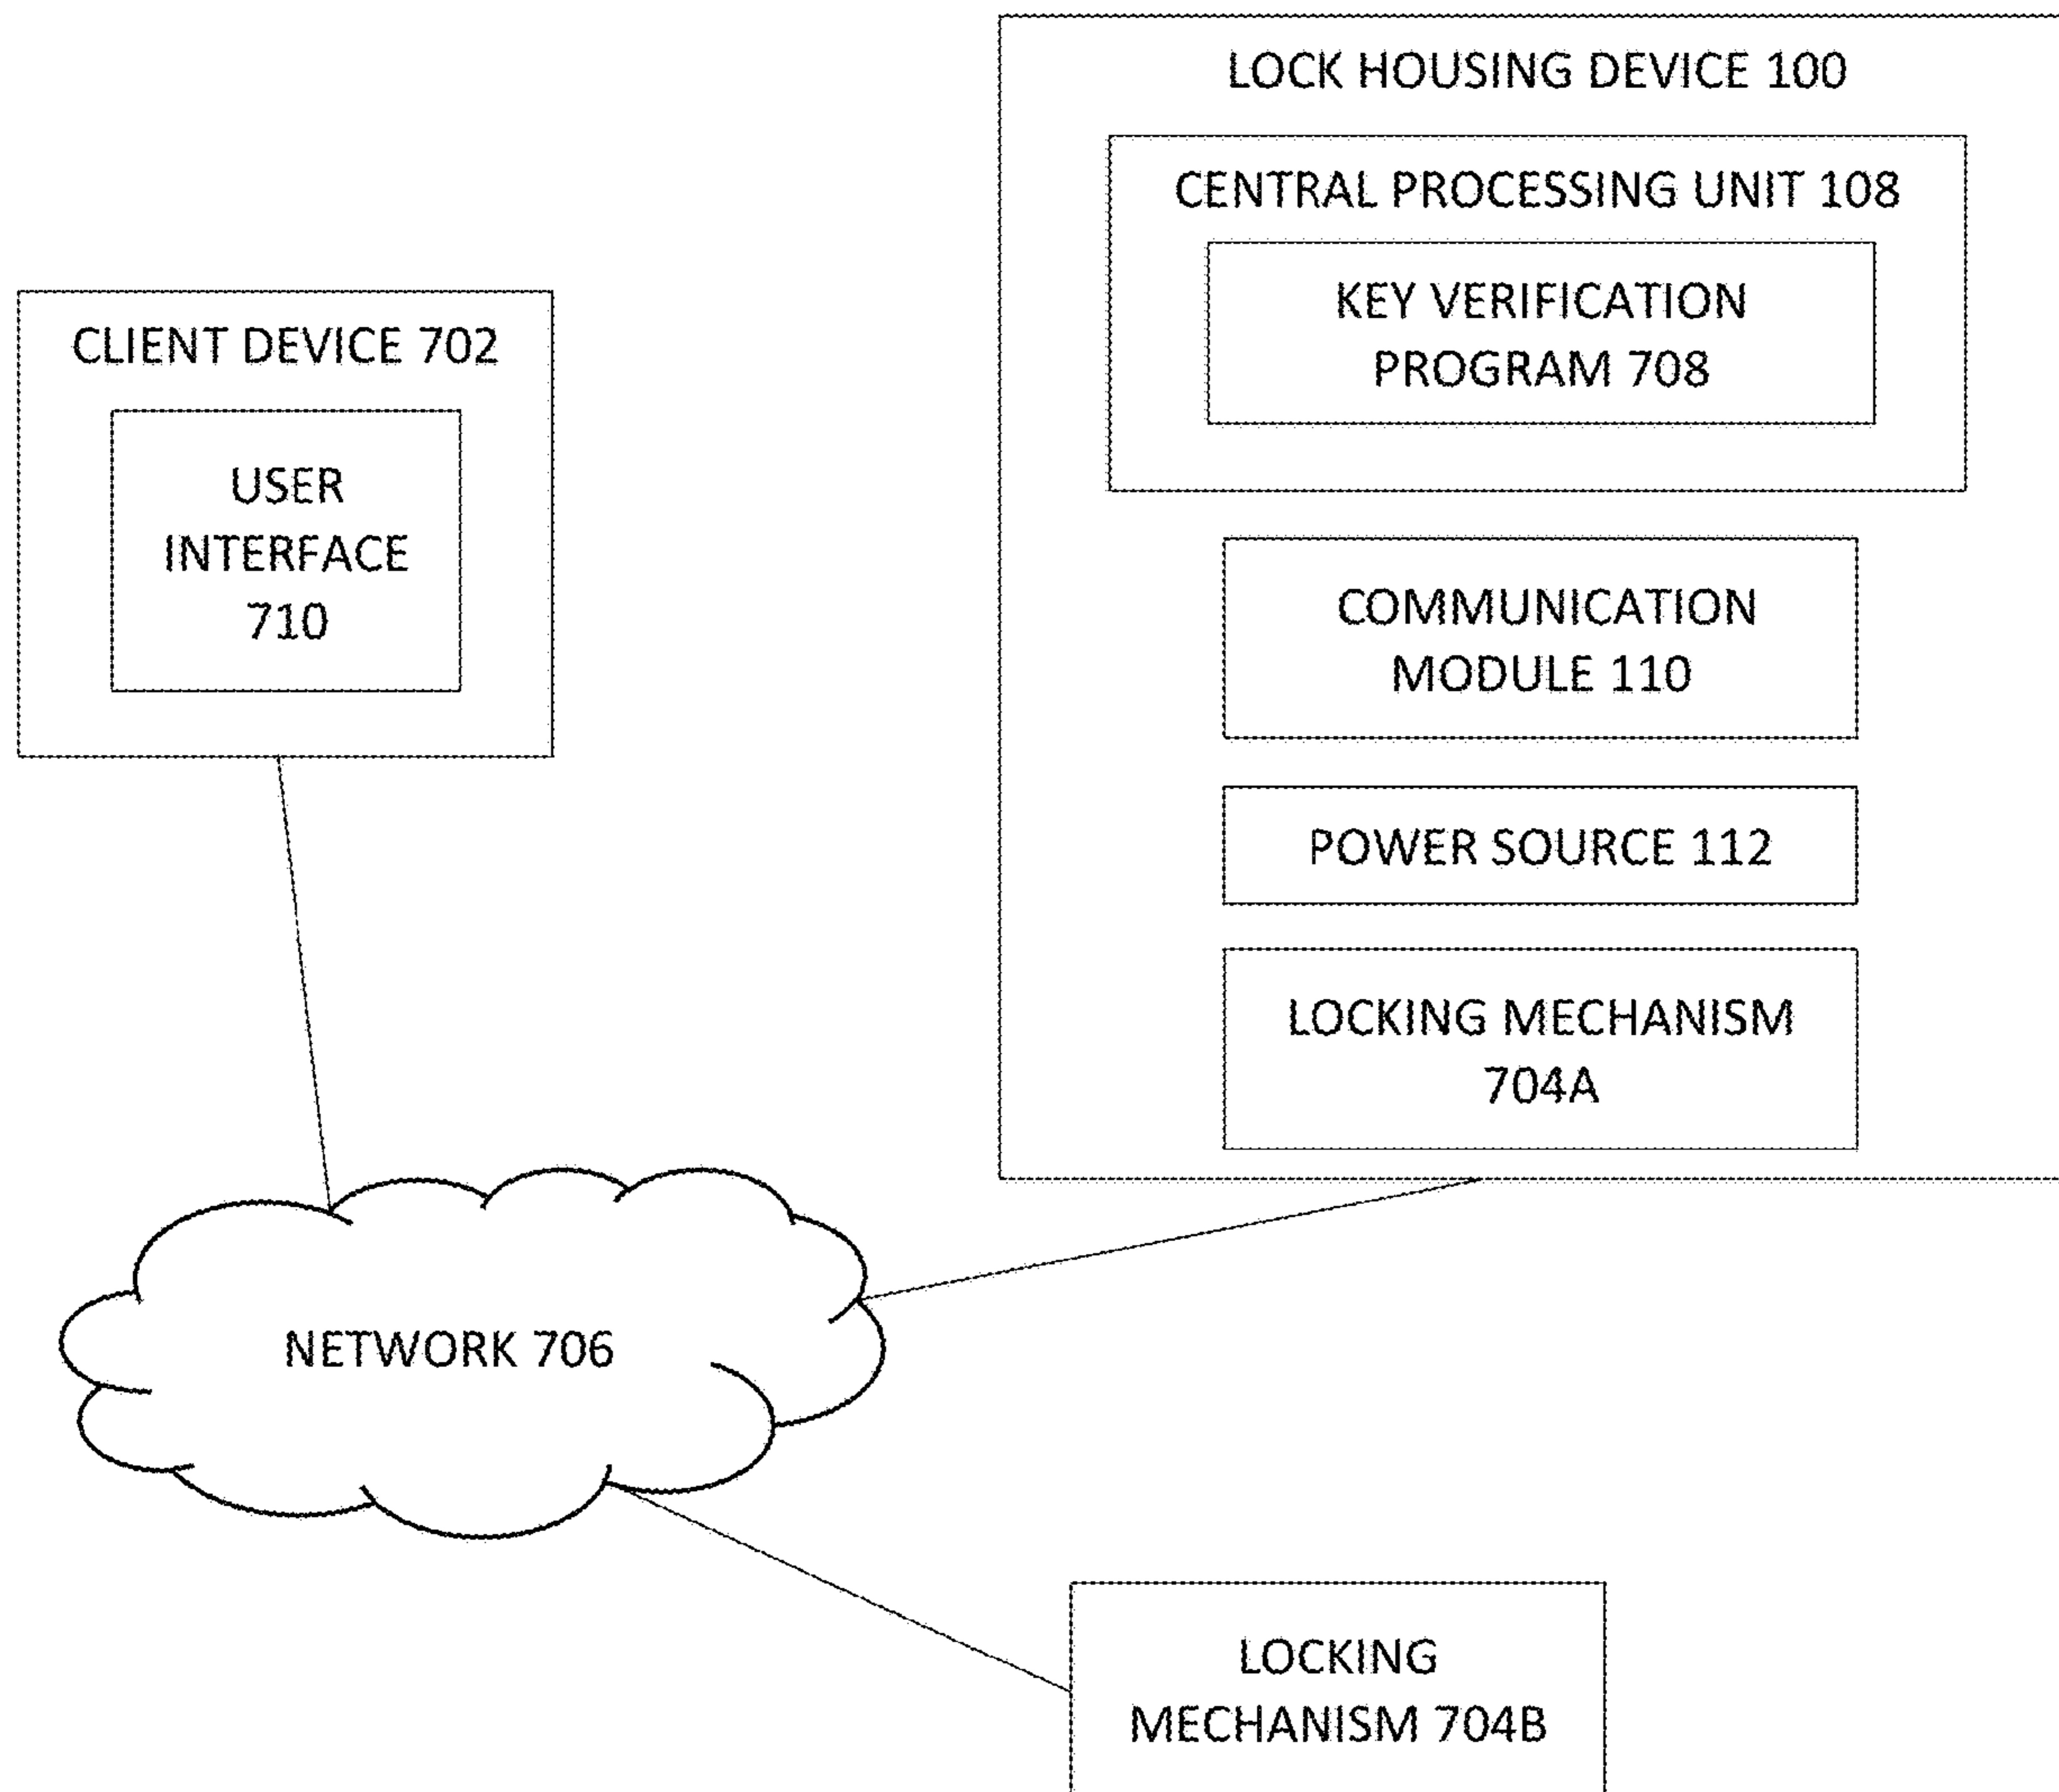 LOCK HOUSING DEVICE 100
CENTRAL PROCESSING UNIT 108
KEY VERIFICATION
PROGRAM 708
CLIENT DEVICE 702
USER
INTERFACE
710
COMMUNICATION
MODULE 110
POWER SOURCE 112
LOCKING MECHANISM
704A
NETWORK 706
LOCKING
MECHANISM 704B